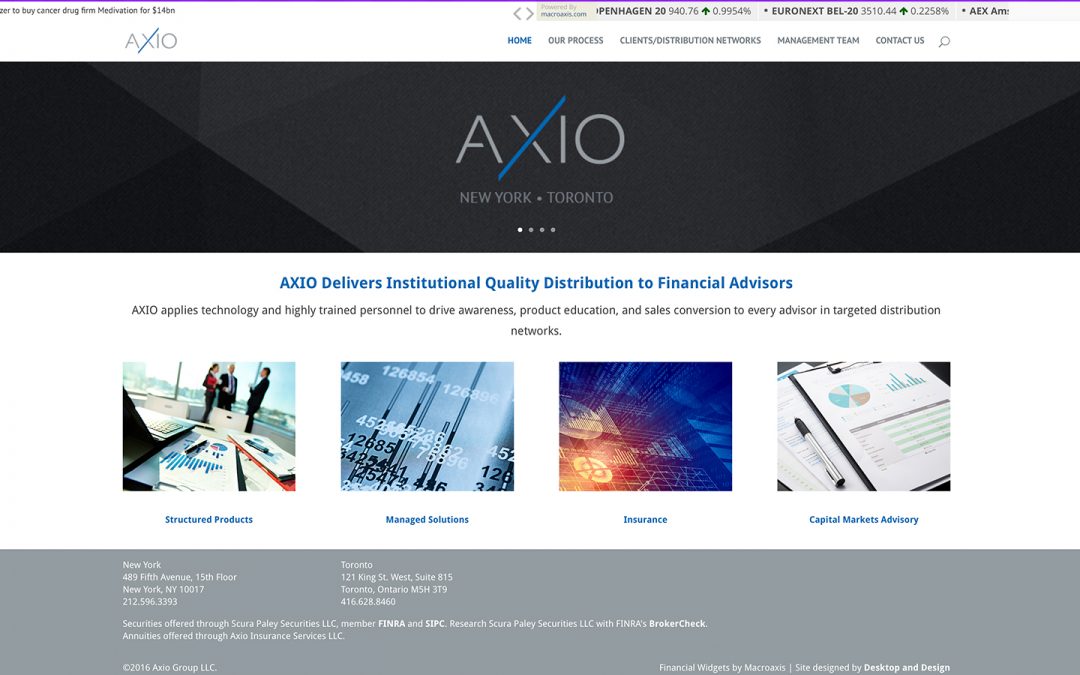 zer to buy cancer drug firm Medivation for $14bn
Powered By
macroaxis.com
PENHAGEN 20 940.76 0.9954% • EURONEXT BEL-20 3510.44 0.2258% • AEX Ams
AXIO
HOME OUR PROCESS CLIENTS/DISTRIBUTION NETWORKS MANAGEMENT TEAM CONTACT US
AXIO
NEW YORK • TORONTO
AXIO Delivers Institutional Quality Distribution to Financial Advisors
AXIO applies technology and highly trained personnel to drive awareness, product education, and sales conversion to every advisor in targeted distribution
networks.
458 126854 126896
Structured Products
Managed Solutions
Insurance
Capital Markets Advisory
New York
489 Fifth Avenue, 15th Floor
New York, NY 10017
212.596.3393
Toronto
121 King St. West, Suite 815
Toronto, Ontario M5H 3T9
416.628.8460
Securities offered through Scura Paley Securities LLC, member FINRA and SIPC. Research Scura Paley Securities LLC with FINRA's BrokerCheck.
Annuities offered through Axio Insurance Services LLC.
©2016 Axio Group LLC.
Financial Widgets by Macroaxis | Site designed by Desktop and Design